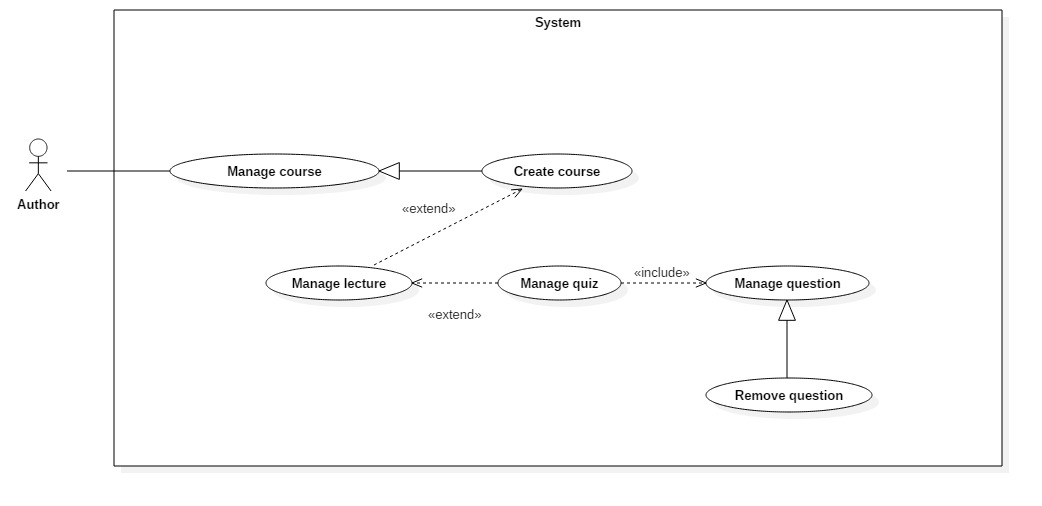 System
Manage course
Create course
Author
«extend»
«include»
Manage lecture
Manage quiz
Manage question
«extend»
Remove question